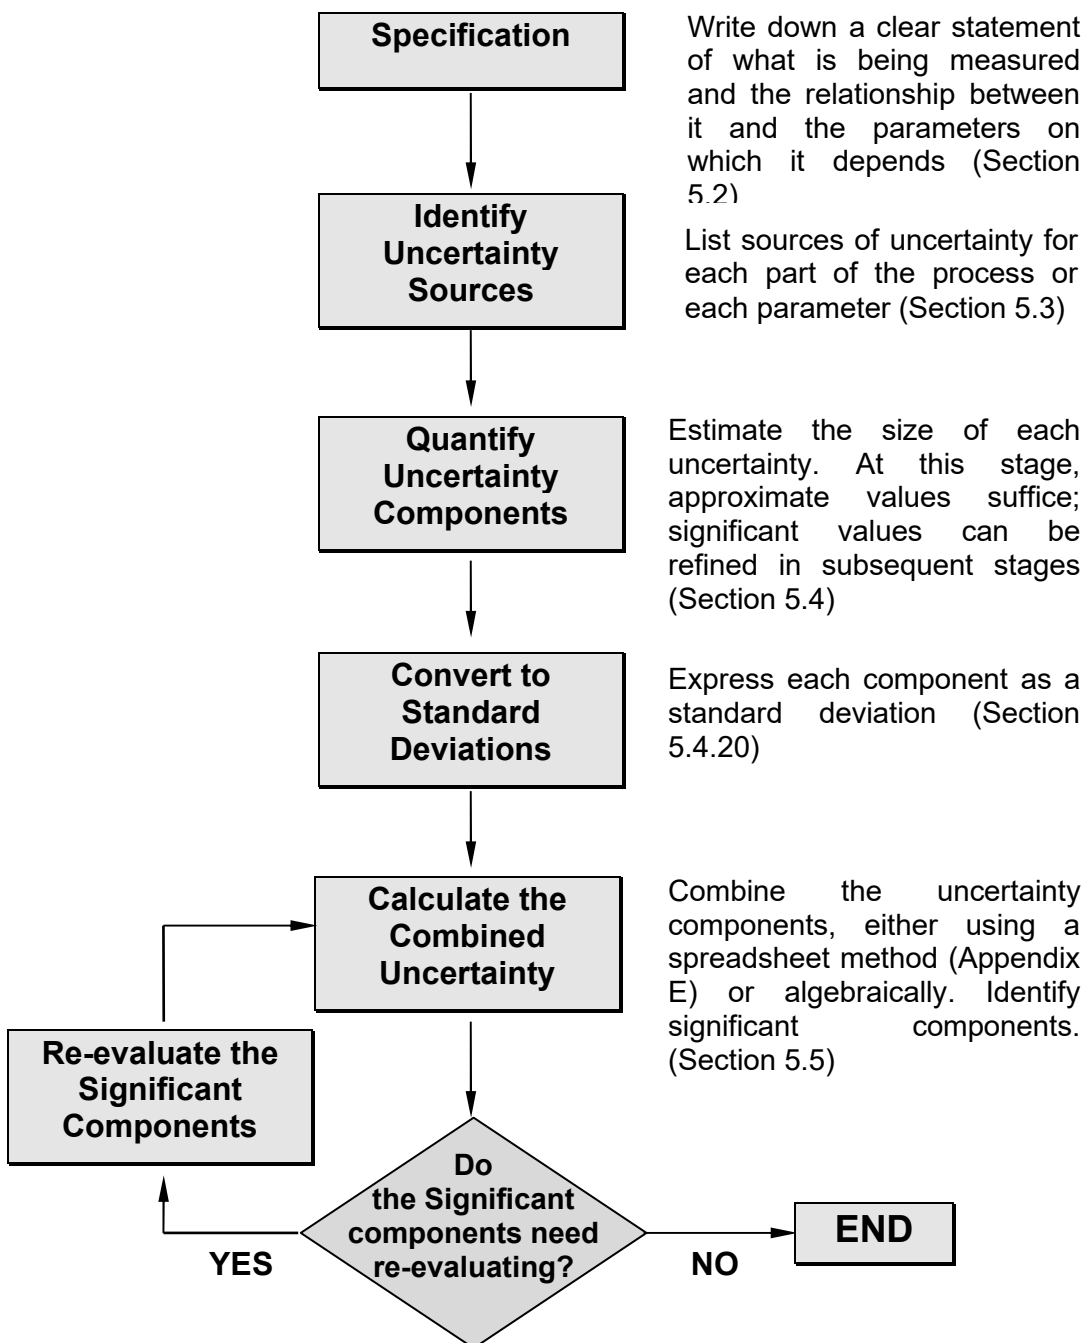 Specification
Write down a clear statement
of what is being measured
and the relationship between
it and the parameters on
which it depends (Section
5.2)
Identify
Uncertainty
Sources
List sources of uncertainty for
each part of the process or
each parameter (Section 5.3)
Quantify
Uncertainty
Components
Estimate the size of each
uncertainty. At this stage,
approximate values suffice;
significant values can be
refined in subsequent stages
(Section 5.4)
Convert to
Standard
Deviations
Express each component as a
standard deviation (Section
5.4.20)
Calculate the
Combined
Uncertainty
Combine the uncertainty
components, either using a
spreadsheet method (Appendix
E) or algebraically. Identify
significant components.
(Section 5.5)
Re-evaluate the
Significant
Components
Do
the Significant
components need
re-evaluating?
YES
NO
END